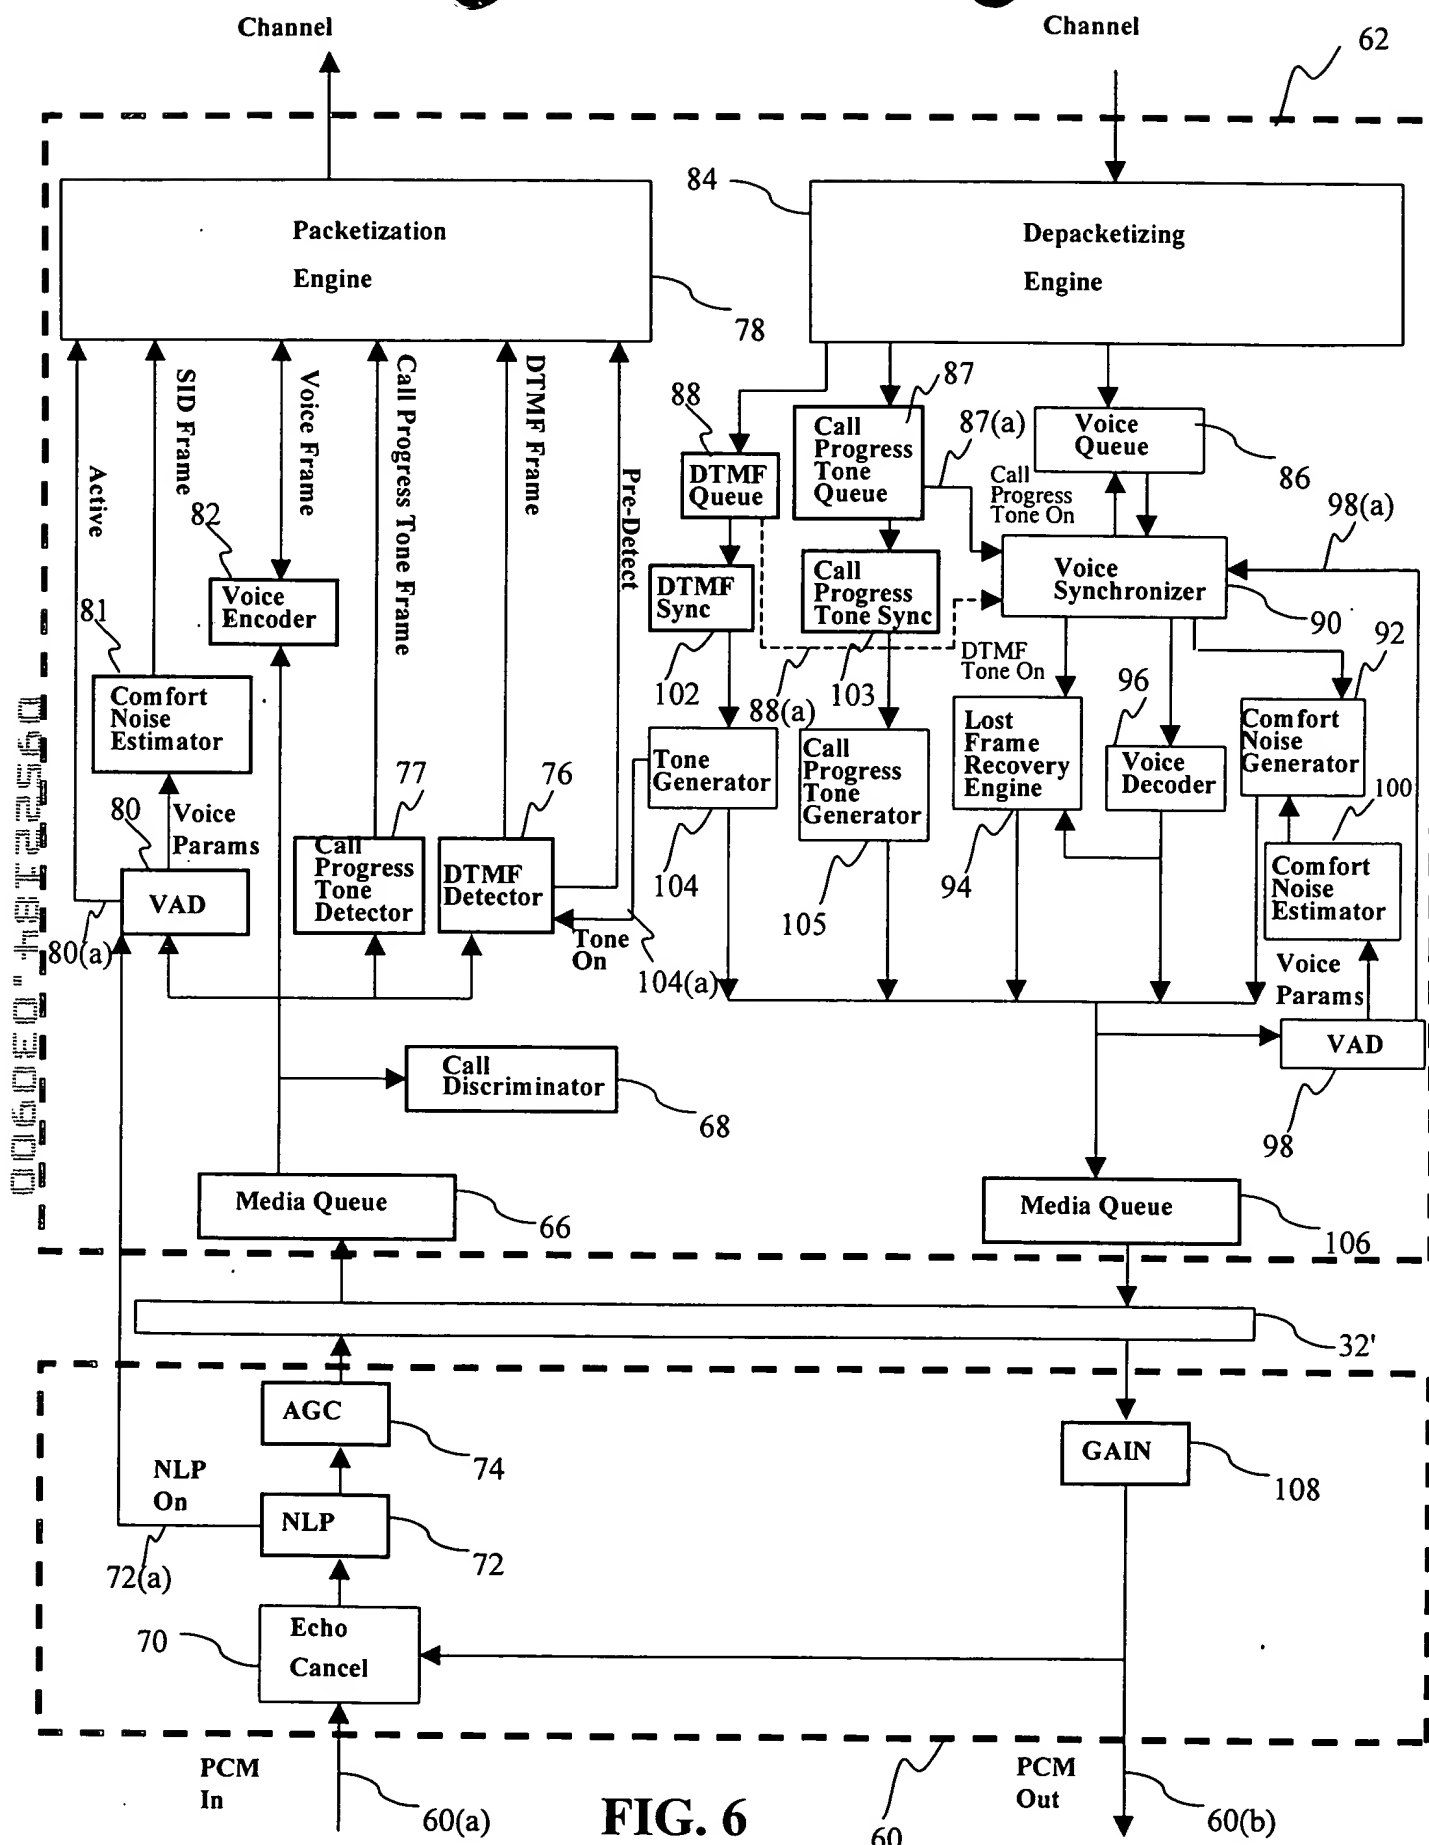 Channel
Channel
62
Packetization
Engine
78
84
Depacketizing
Engine
Active
SID Frame
Voice Frame
Call Progress Tone Frame
DTMF Frame
Pre-Detect
88
87
87(a)
DTMF
Queue
Call
Progress
Tone
Queue
Voice
Queue
86
Call
Progress
Tone On
98(a)
82
Voice
Encoder
81
Comfort
Noise
Estimator
DTMF
Sync
102
Call
Progress
Tone Sync
103
88(a)
Voice
Synchronizer
90
92
DTMF
Tone On
96
Tone
Generator
104
Call
Progress
Tone
Generator
105
Lost
Frame
Recovery
Engine
94
Voice
Decoder
Comfort
Noise
Generator
100
Comfort
Noise
Estimator
Voice
Params
80
Voice
Params
VAD
80(a)
77
Call
Progress
Tone
Detector
76
DTMF
Detector
Tone
On
104(a)
VAD
98
Call
Discriminator
68
Media Queue
66
Media Queue
106
32'
AGC
74
GAIN
108
NLP
On
72(a)
NLP
72
Echo
Cancel
70
PCM
In
60(a)
FIG. 6
60
PCM
Out
60(b)